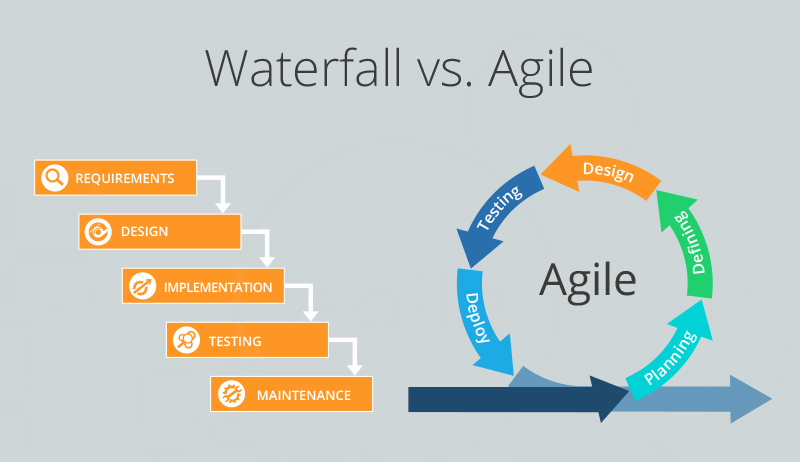 Waterfall vs. Agile
REQUIREMENTS
DESIGN
IMPLEMENTATION
TESTING
MAINTENANCE
Agile
Planning
Defining
Design
Testing
Deploy